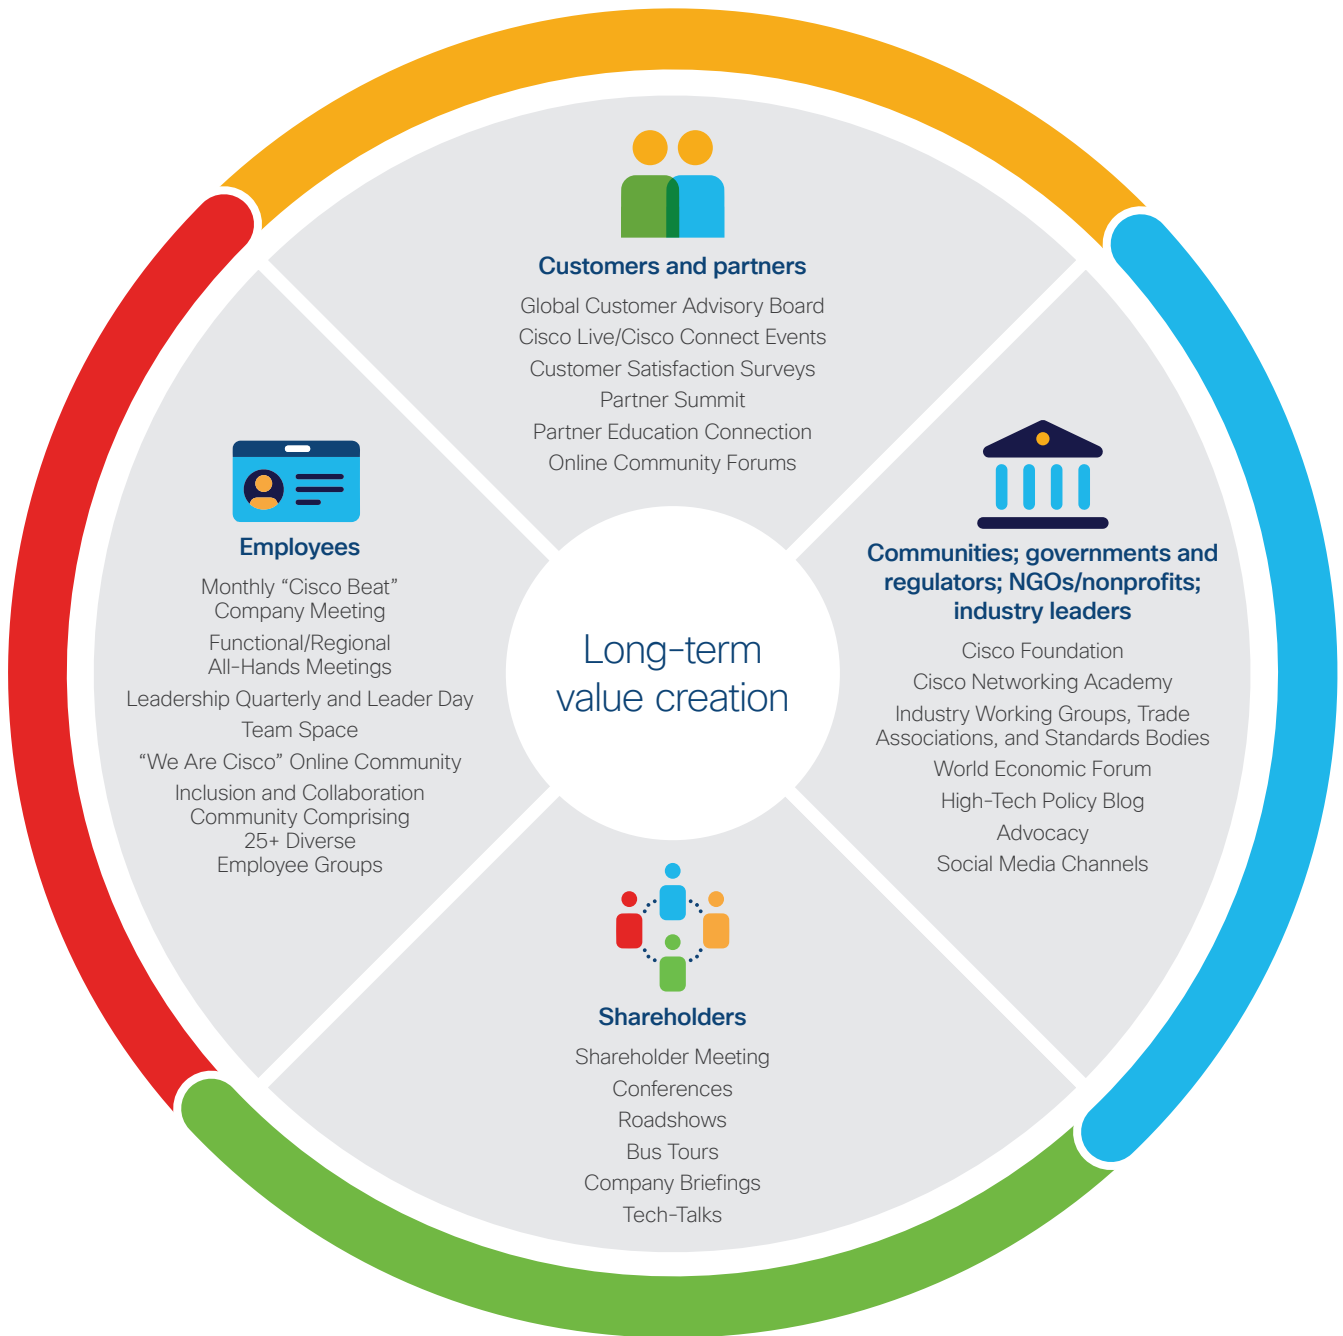 Customers and partners
Global Customer Advisory Board
Cisco Live/Cisco Connect Events
Customer Satisfaction Surveys
Partner Summit
Partner Education Connection
Online Community Forums
Employees
Monthly “Cisco Beat”
Company Meeting
Functional/Regional
All-Hands Meetings
Leadership Quarterly and Leader Day
Team Space
“We Are Cisco” Online Community
Inclusion and Collaboration
Community Comprising
25+ Diverse
Employee Groups
Long-term
value creation
Communities; governments and
regulators; NGOs/nonprofits;
industry leaders
Cisco Foundation
Cisco Networking Academy
Industry Working Groups, Trade
Associations, and Standards Bodies
World Economic Forum
High-Tech Policy Blog
Advocacy
Social Media Channels
Shareholders
Shareholder Meeting
Conferences
Roadshows
Bus Tours
Company Briefings
Tech-Talks